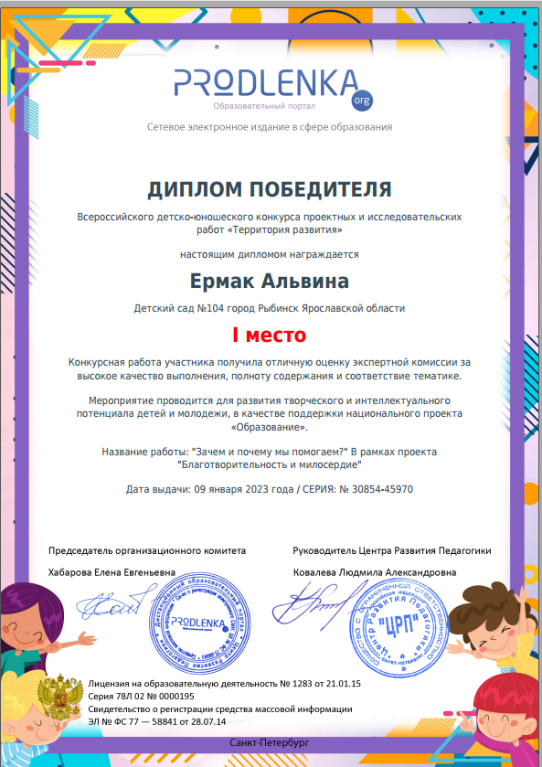 PRODLENKA
org
Образовательный портал
Сетевое электронное издание в сфере образования
ДИПЛОМ ПОБЕДИТЕЛЯ
Всероссийского детско-юношеского конкурса проектных и исследовательских
работ «Территория развития»
настоящим дипломом награждается
Ермак Альвина
Детский сад №104 город Рыбинск Ярославской области
I место
Конкурсная работа участника получила отличную оценку экспертной комиссии за
высокое качество выполнения, полноту содержания и соответствие тематике.
Мероприятие проводится для развития творческого и интеллектуального
потенциала детей и молодежи, в качестве поддержки национального проекта
«Образование».
Название работы: "Зачем и почему мы помогаем?" В рамках проекта
"Благотворительность и милосердие"
Дата выдачи: 09 января 2023 года / СЕРИЯ: № 30854-45970
Председатель организационного комитета
Руководитель Центра Развития Педагогики
Хабарова Елена Евгеньевна
Ковалева Людмила Александровна
PRODLENKA
"ЦРП"
Центр Развития Педагогики
Лицензия на образовательную деятельность № 1283 от 21.01.15
Серия 78Л 02 № 0000195
Свидетельство о регистрации средства массовой информации
ЭЛ № ФС 77 — 58841 от 28.07.14
Санкт-Петербург